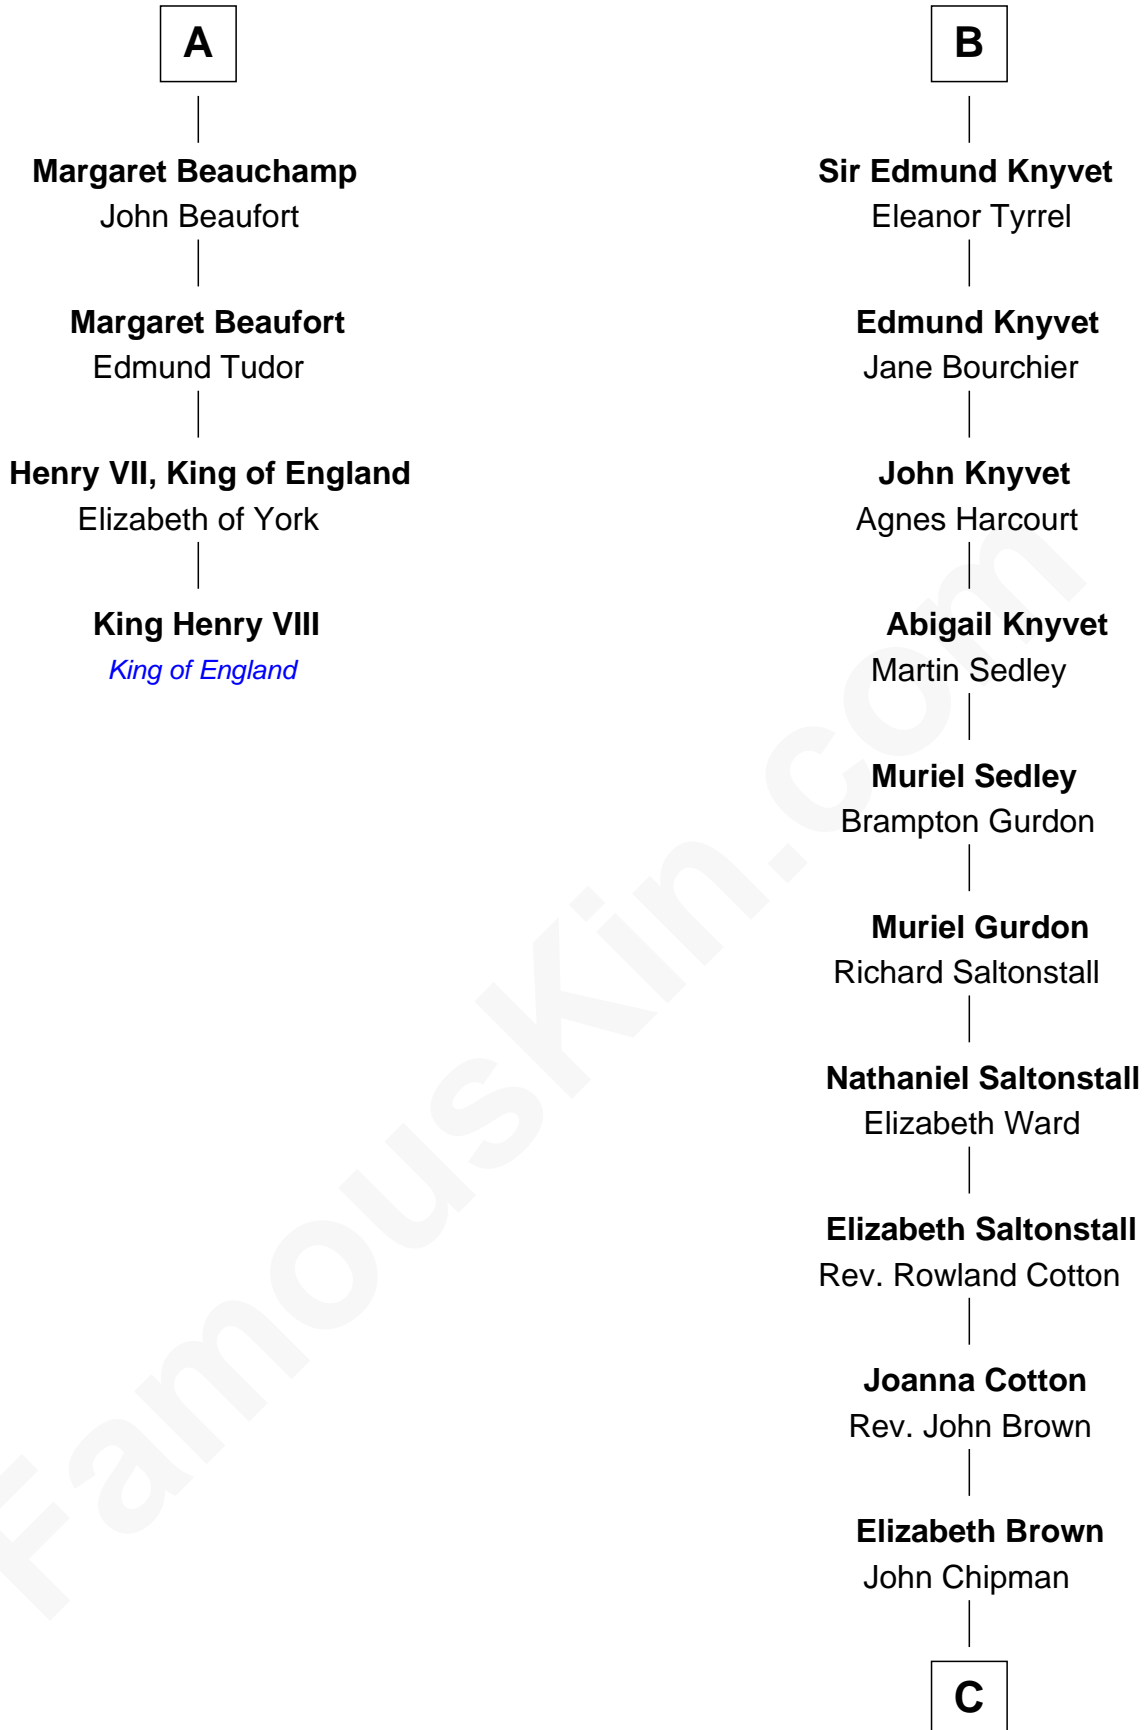 A
Margaret Beauchamp
John Beaufort
Margaret Beaufort
Edmund Tudor
Henry VII, King of England
Elizabeth of York
King Henry VIII
King of England
B
Sir Edmund Knyvet
Eleanor Tyrrel
Edmund Knyvet
Jane Bourchier
John Knyvet
Agnes Harcourt
Abigail Knyvet
Martin Sedley
Muriel Sedley
Brampton Gurdon
Muriel Gurdon
Richard Saltonstall
Nathaniel Saltonstall
Elizabeth Ward
Elizabeth Saltonstall
Rev. Rowland Cotton
Joanna Cotton
Rev. John Brown
Elizabeth Brown
John Chipman
C
FamousKin.com